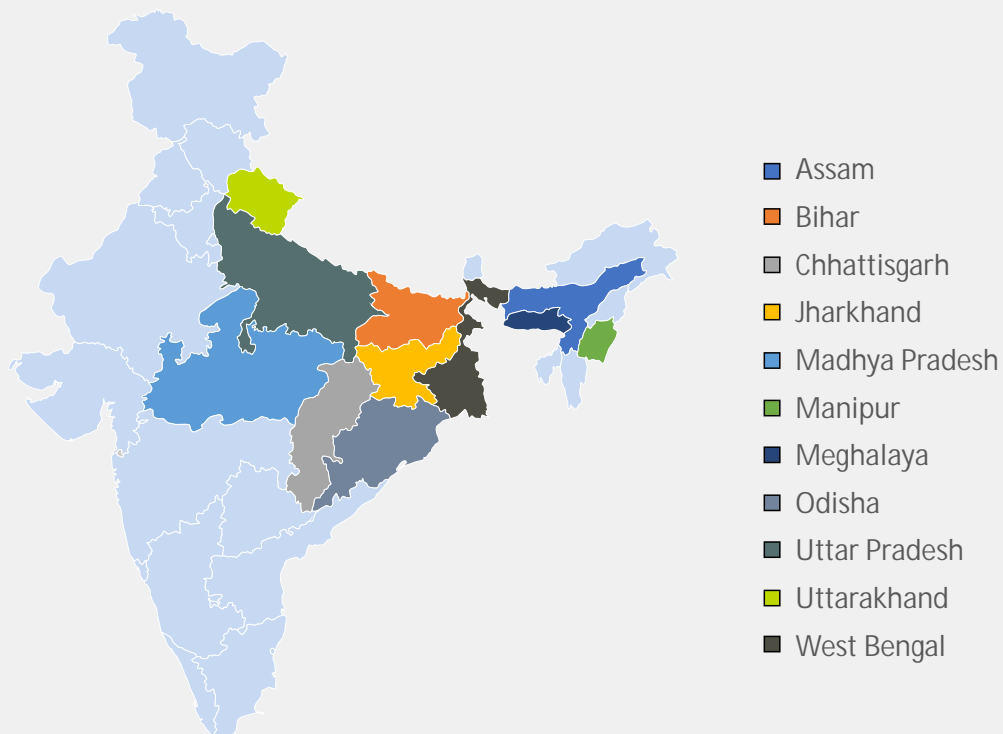 Assam
Bihar
Chhattisgarh
Jharkhand
Madhya Pradesh
Manipur
Meghalaya
Odisha
Uttar Pradesh
Uttarakhand
West Bengal